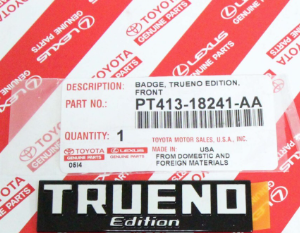 DESCRIPTION: BADGE, TRUENO EDITION,
FRONT
PART NO.: PT413-18241-AA
QUANTITY: 1 TOYOTA MOTOR SALES, U.S.A., INC.
TOYOTA LEXUS MADE IN USA
GENUINE PARTS GENUINE PARTS FROM DOMESTIC AND
0514 FOREIGN MATERIALS
TRUENO
Edition